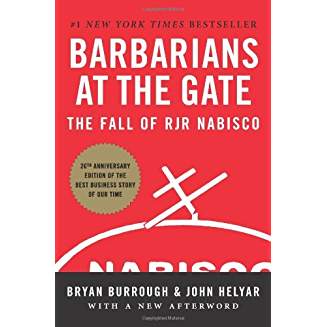 #1 NEW YORK TIMES BESTSELLER
BARBARIANS
AT THE GATE
THE FALL OF RJR NABISCO
20TH ANNIVERSARY
EDITION OF THE
BEST BUSINESS STORY
OF OUR TIME
NABISCO
BRYAN BURROUGH & JOHN HELYAR
WITH A NEW AFTERWORD